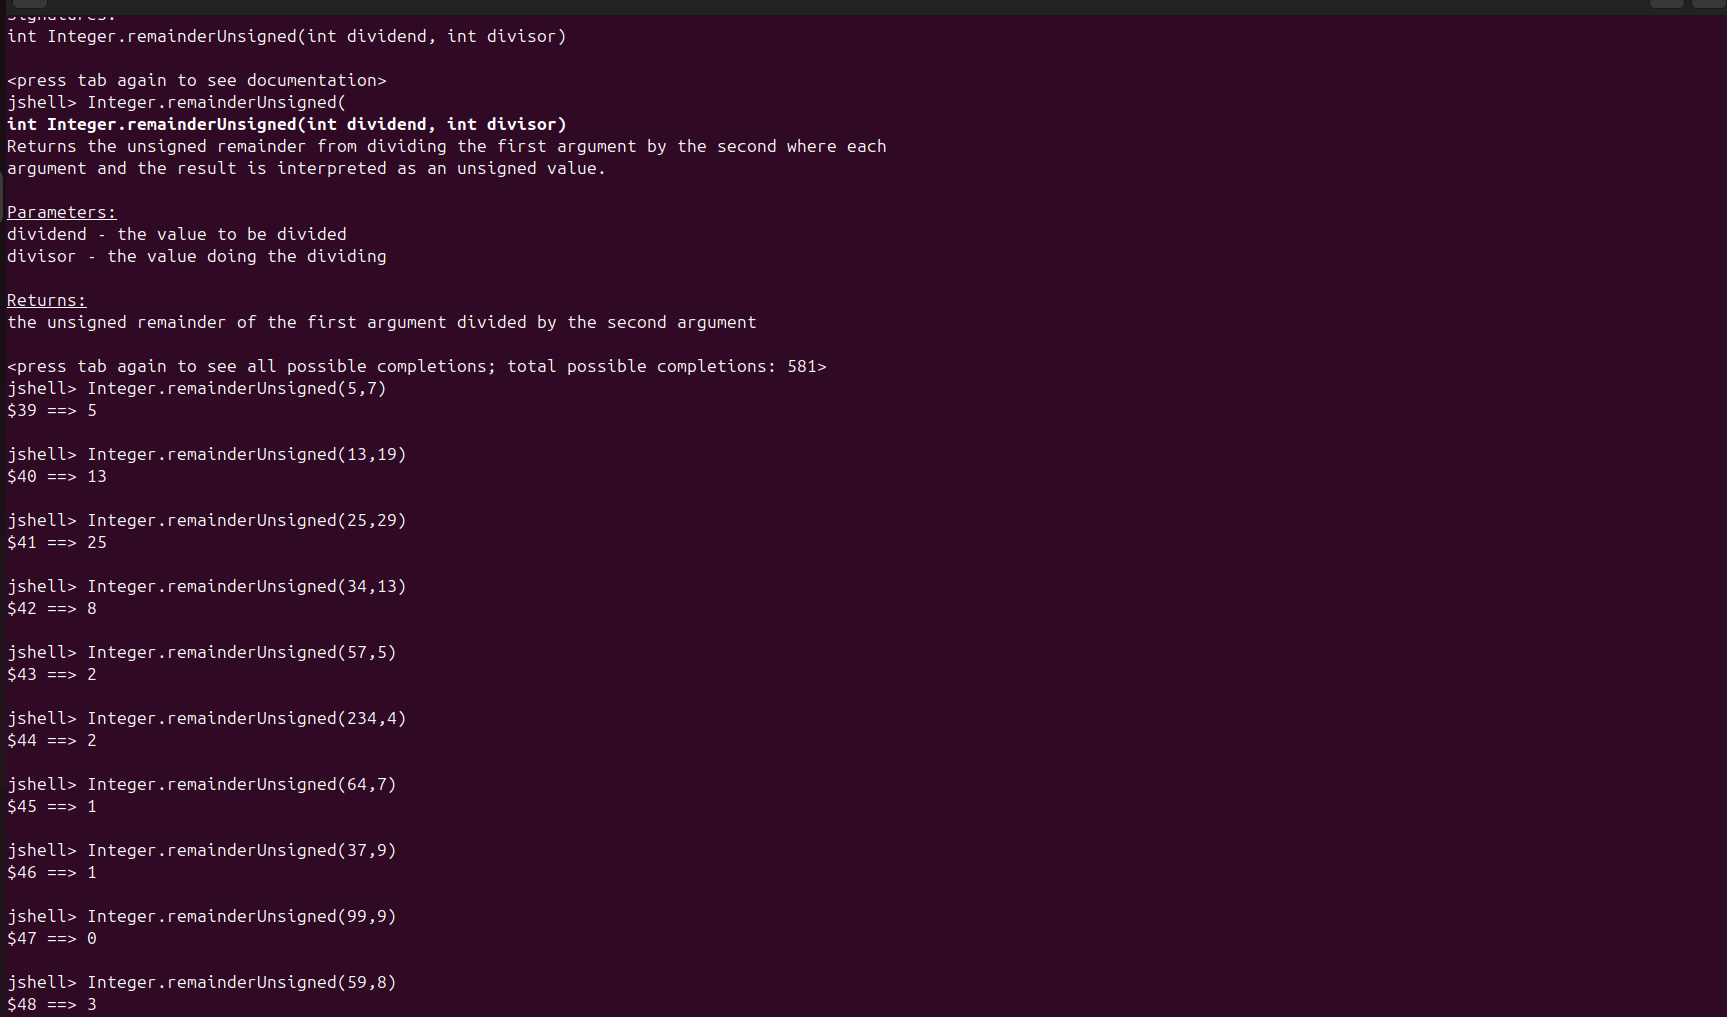 Signatures:
int Integer.remainderUnsigned(int dividend, int divisor)
<press tab again to see documentation>
jshell> Integer.remainderUnsigned(
int Integer.remainderUnsigned(int dividend, int divisor)
Returns the unsigned remainder from dividing the first argument by the second where each
argument and the result is interpreted as an unsigned value.
Parameters:
dividend - the value to be divided
divisor - the value doing the dividing
Returns:
the unsigned remainder of the first argument divided by the second argument
<press tab again to see all possible completions; total possible completions: 581>
jshell> Integer.remainderUnsigned(5,7)
$39 ==> 5
jshell> Integer.remainderUnsigned(13,19)
$40 ==> 13
jshell> Integer.remainderUnsigned(25,29)
$41 ==> 25
jshell> Integer.remainderUnsigned(34,13)
$42 ==> 8
jshell> Integer.remainderUnsigned(57,5)
$43 ==> 2
jshell> Integer.remainderUnsigned(234,4)
$44 ==> 2
jshell> Integer.remainderUnsigned(64,7)
$45 ==> 1
jshell> Integer.remainderUnsigned(37,9)
$46 ==> 1
jshell> Integer.remainderUnsigned(99,9)
$47 ==> 0
jshell> Integer.remainderUnsigned(59,8)
$48 ==> 3